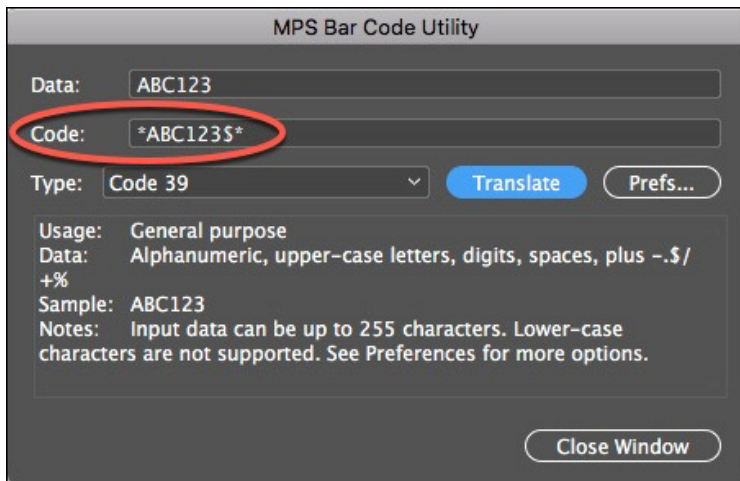 MPS Bar Code Utility
Data: ABC123
Code: *ABC123$*
Type: Code 39 Translate Prefs...
Usage: General purpose
Data: Alphanumeric, upper-case letters, digits, spaces, plus -.$/
+%
Sample: ABC123
Notes: Input data can be up to 255 characters. Lower-case
characters are not supported. See Preferences for more options.
Close Window